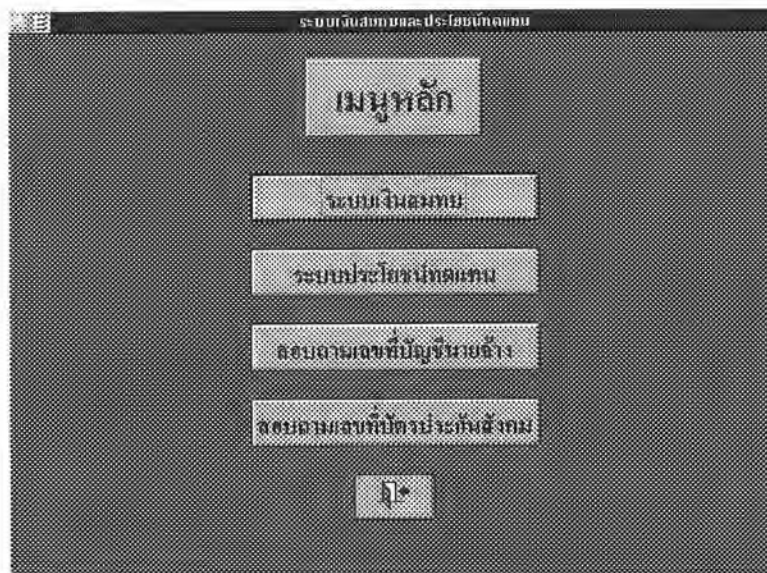 ระบบเงินสมทบและประโยชน์ทดแทน
เมนูหลัก
ระบบเงินสมทบ
ระบบประโยชน์ทดแทน
สอบถามเลขที่บัญชีนายจ้าง
สอบถามเลขที่บัตรประกันสังคม